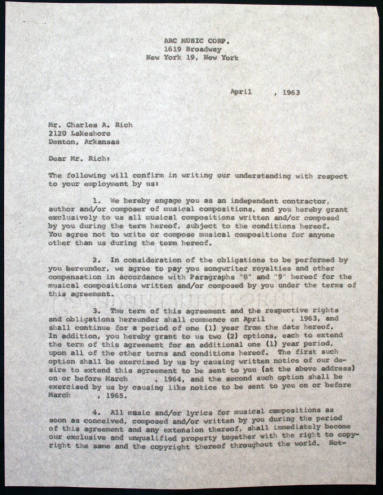 ARC MUSIC CORP.
1619 Broadway
New York 19, New York
April , 1963
Mr. Charles A. Rich
2120 Lakeshore
Denton, Arkansas
Dear Mr. Rich:
The following will confirm in writing our understanding with respect
to your employment by us:
1. We hereby engage you as an independent contractor,
author and/or composer of musical compositions, and you hereby grant
exclusively to us all musical compositions written and/or composed
by you during the term hereof, subject to the conditions hereof.
You agree not to write or compose musical compositions for anyone
other than us during the term hereof.
2. In consideration of the obligations to be performed by
you hereunder, we agree to pay you songwriter royalties and other
compensation in accordance with Paragraphs "8" and "9" hereof for the
musical compositions written and/or composed by you under the terms of
this agreement.
3. The term of this agreement and the respective rights
and obligations hereunder shall commence on April , 1963, and
shall continue for a period of one (1) year from the date hereof.
In addition, you hereby grant to us two (2) options, each to extend
the term of this agreement for an additional one (1) year period,
upon all of the other terms and conditions hereof. The first such
option shall be exercised by us by causing written notice of our de-
sire to extend this agreement to be sent to you (at the above address)
on or before March , 1964, and the second such option shall be
exercised by us by causing like notice to be sent to you on or before
March , 1965.
4. All music and/or lyrics for musical compositions as
soon as conceived, composed and/or written by you during the period
of this agreement and any extension thereof, shall immediately become
our exclusive and unqualified property together with the right to copy-
right the same and the copyright thereof throughout the world. Not-